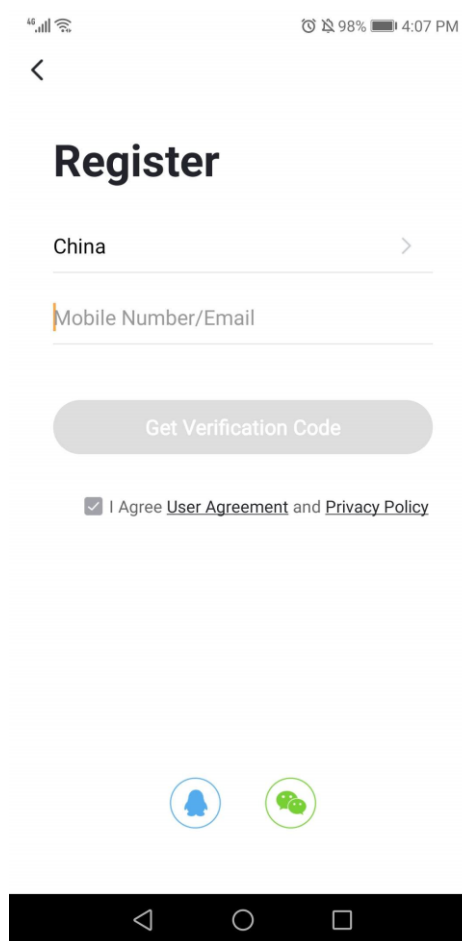 4G 98% 4:07 PM
Register
China
Mobile Number/Email
Get Verification Code
I Agree User Agreement and Privacy Policy